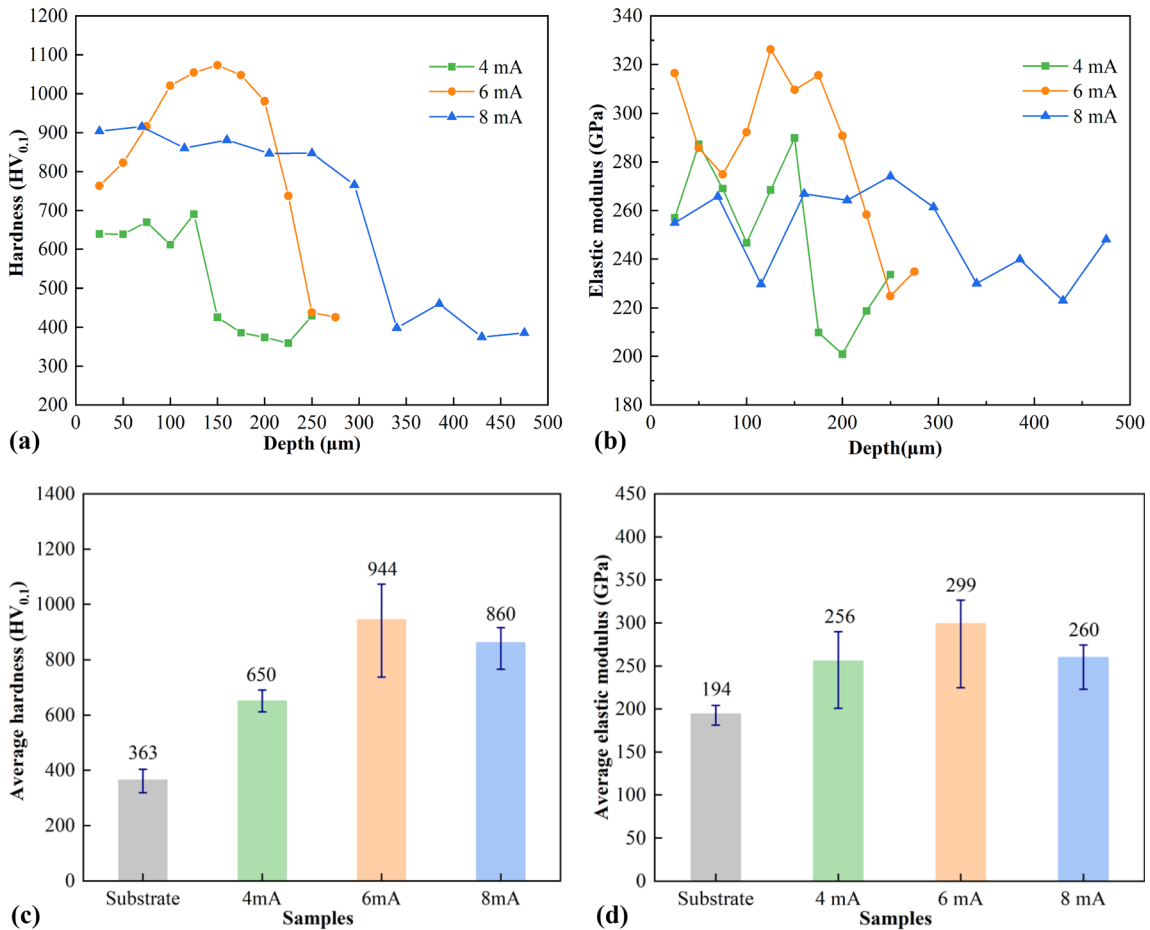 1200
1100
1000
900
800
700
600
500
400
300
200
Hardness (HV0.1)
4 mA
6 mA
8 mA
0 50 100 150 200 250 300 350 400 450 500
(a) Depth (μm)
340
320
300
280
260
240
220
200
180
Elastic modulus (GPa)
4 mA
6 mA
8 mA
0 100 200 300 400 500
(b) Depth(μm)
1400
1200
1000
800
600
400
200
0
Average hardness (HV0.1)
363
650
944
860
Substrate 4mA 6mA 8mA
(c) Samples
450
400
350
300
250
200
150
100
50
0
Average elastic modulus (GPa)
194
256
299
260
Substrate 4 mA 6 mA 8 mA
(d) Samples